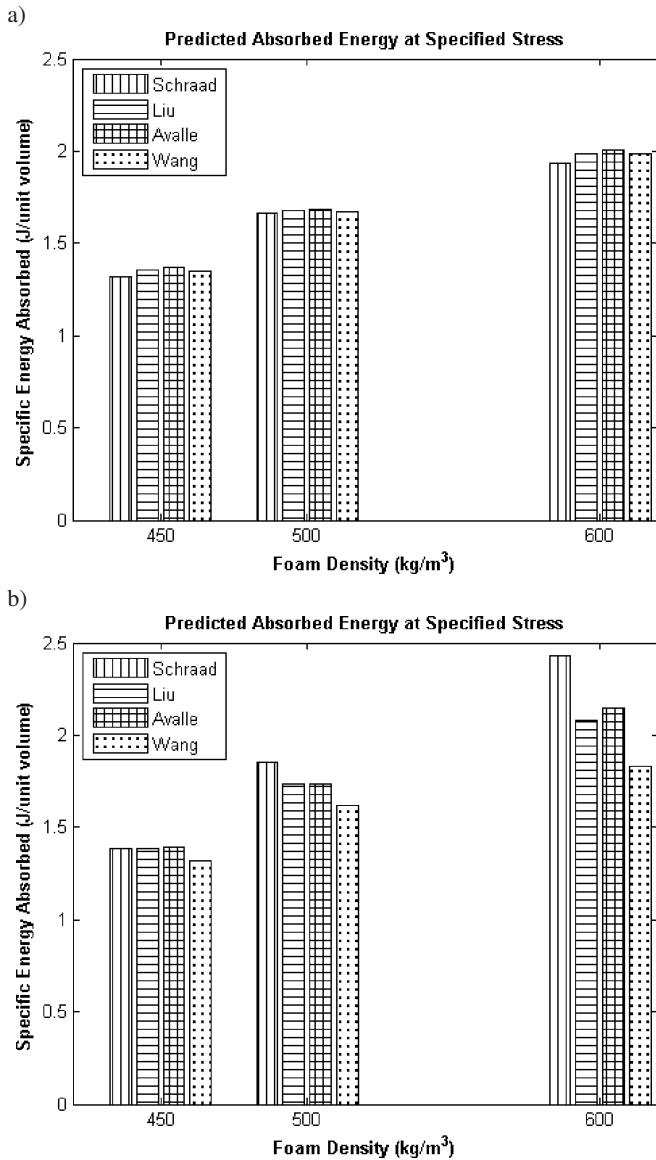 a)
Predicted Absorbed Energy at Specified Stress
2.5
2
1.5
1
0.5
0
Specific Energy Absorbed (J/unit volume)
Schraad
Liu
Avalle
Wang
450 500 600
Foam Density (kg/m³)
b)
Predicted Absorbed Energy at Specified Stress
2.5
2
1.5
1
0.5
0
Specific Energy Absorbed (J/unit volume)
Schraad
Liu
Avalle
Wang
450 500 600
Foam Density (kg/m³)